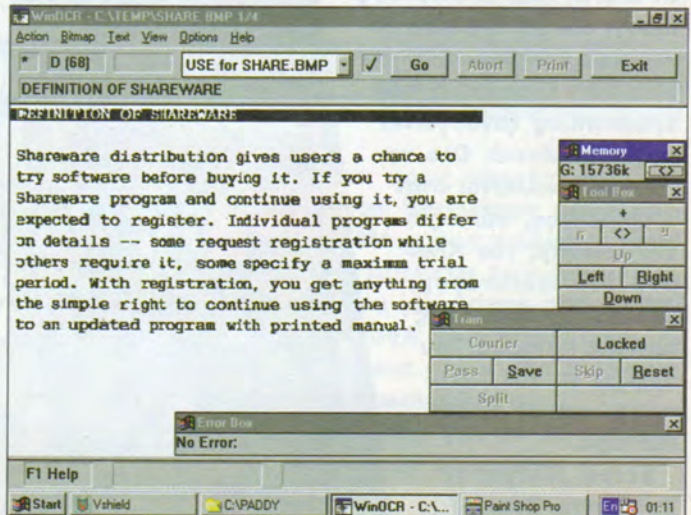 WinOCR - C:\TEMP\SHARE BMP 1/4
Action Bitmap Text View Options Help
* D (68) USE for SHARE.BMP Go Abort Print Exit
DEFINITION OF SHAREWARE
DEFINITION OF SHAREWARE
Shareware distribution gives users a chance to
try software before buying it. If you try a
Shareware program and continue using it, you are
expected to register. Individual programs differ
on details -- some request registration while
others require it, some specify a maximum trial
period. With registration, you get anything from
the simple right to continue using the software
to an updated program with printed manual.
Memory
G: 15736k <>
Tool Box
+
<>
Up
Left Right
Down
Train
Courier Locked
Pass Save Skip Reset
Split
Error Box
No Error:
F1 Help
Start Vshield C:\PADDY WinOCR - C:\... Paint Shop Pro En 01:11